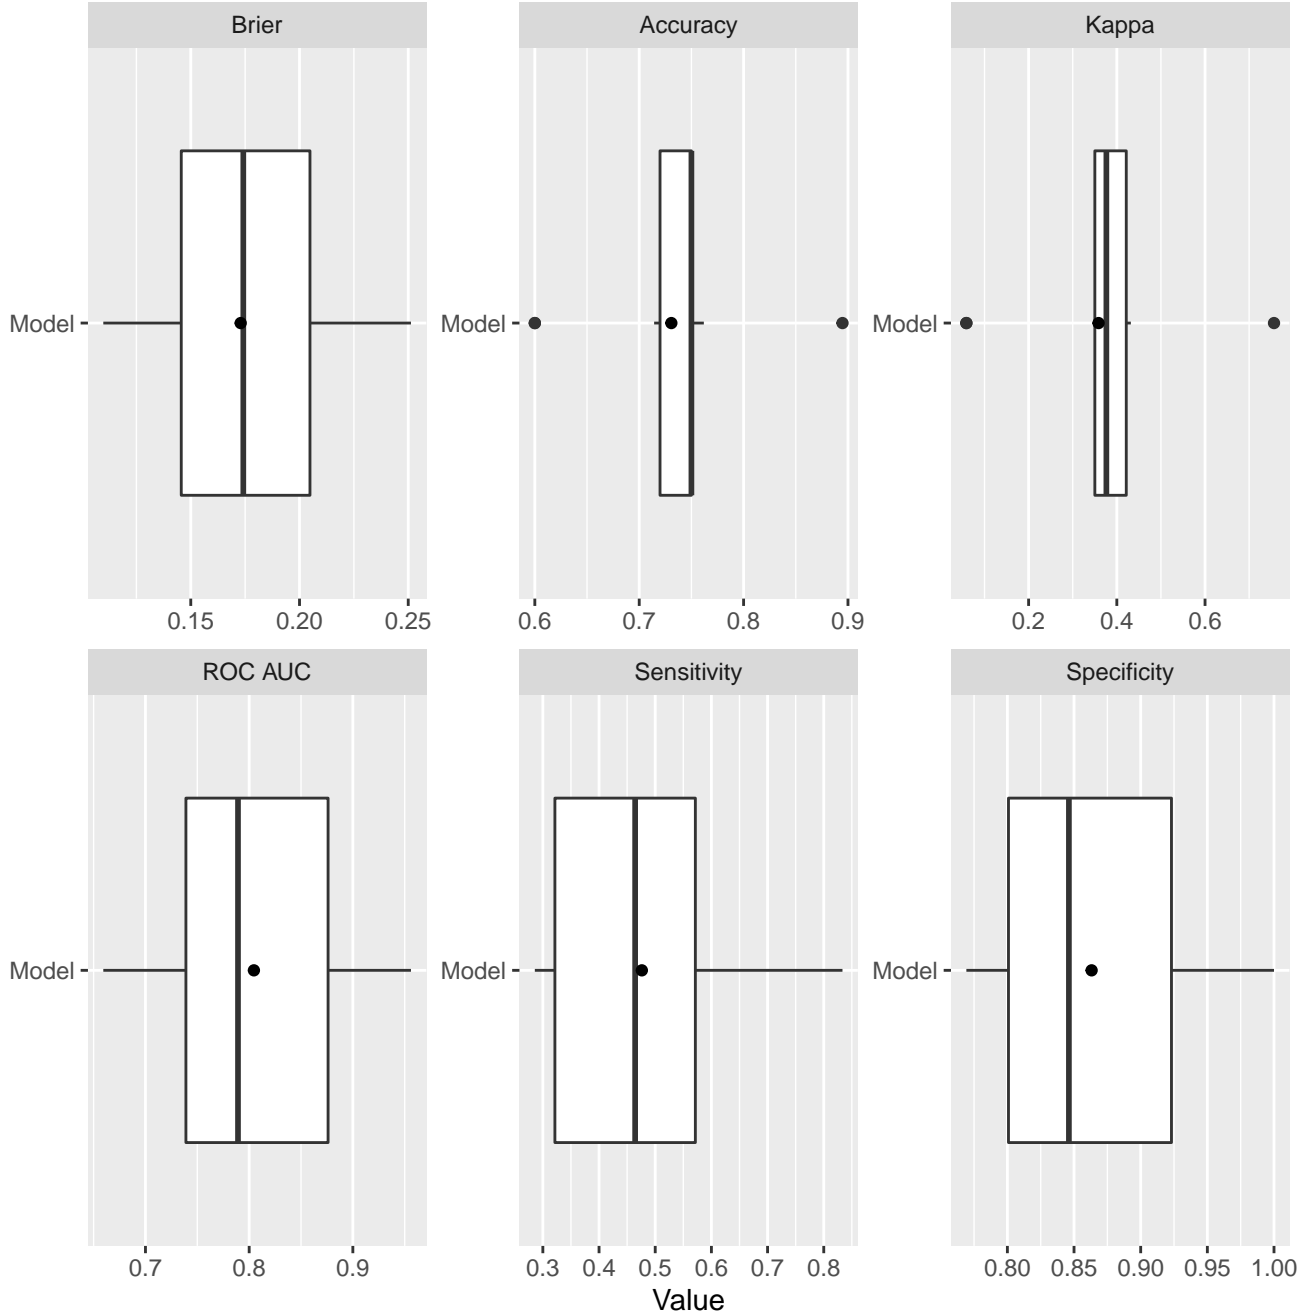 Brier Accuracy Kappa
Model Model Model
0.15 0.20 0.25 0.6 0.7 0.8 0.9 0.2 0.4 0.6
ROC AUC Sensitivity Specificity
Model Model Model
0.7 0.8 0.9 0.3 0.4 0.5 0.6 0.7 0.8 0.80 0.85 0.90 0.95 1.00
Value